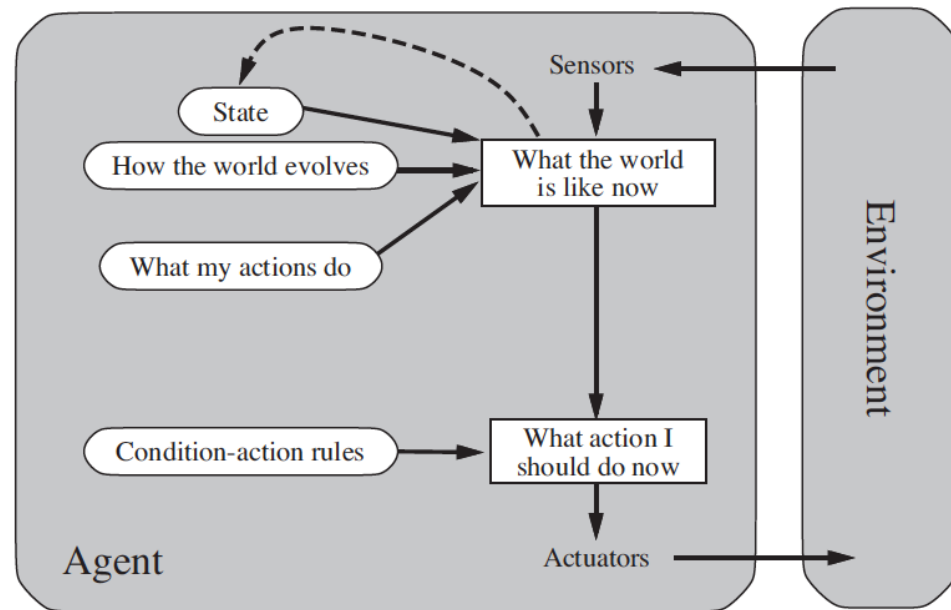 Sensors
State
How the world evolves
What the world
is like now
What my actions do
Environment
Condition-action rules
What action I
should do now
Agent
Actuators